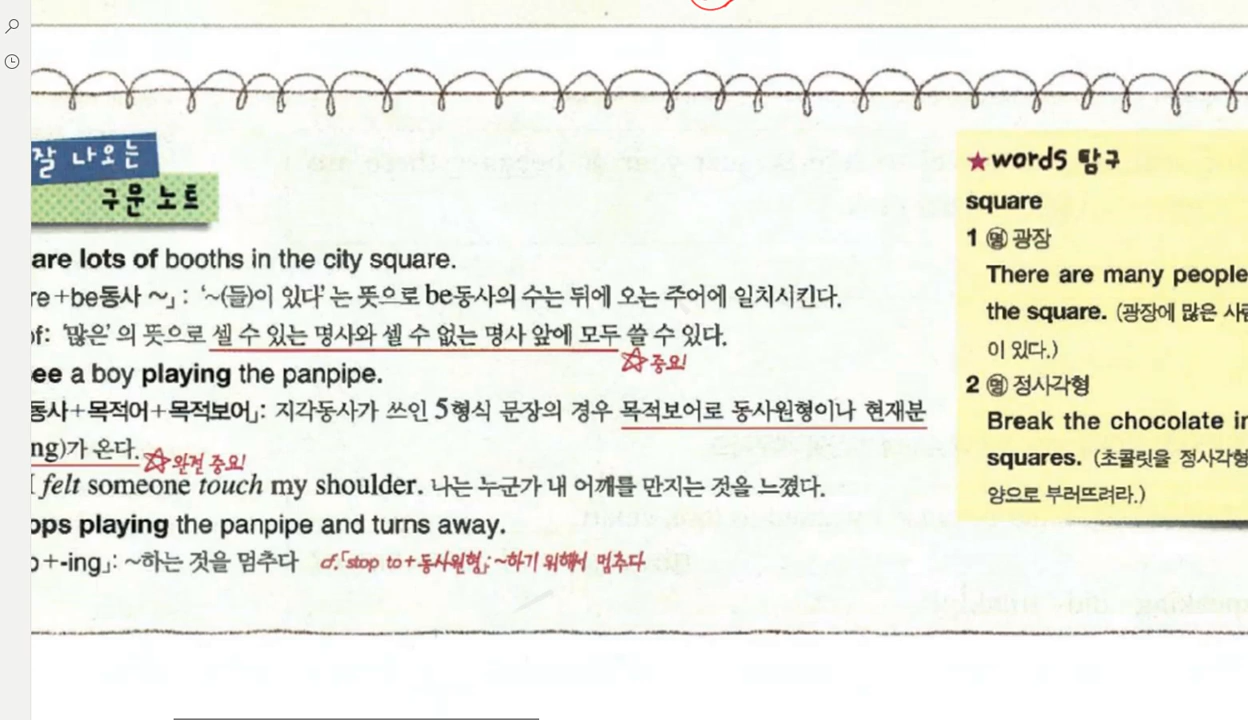 잘 나오는
구문 노트
are lots of booths in the city square.
re+be동사 ~」: '~(들)이 있다'는 뜻으로 be동사의 수는 뒤에 오는 주어에 일치시킨다.
of: '많은'의 뜻으로 셀 수 있는 명사와 셀 수 없는 명사 앞에 모두 쓸 수 있다.
☆중요!
ee a boy playing the panpipe.
동사+목적어+목적보어」: 지각동사가 쓰인 5형식 문장의 경우 목적보어로 동사원형이나 현재분
ng)가 온다. ☆완전 중요!
I felt someone touch my shoulder. 나는 누군가 내 어깨를 만지는 것을 느꼈다.
ops playing the panpipe and turns away.
o+-ing」: ~하는 것을 멈추다 cf.「stop to+동사원형」: ~하기 위해서 멈추다
★words 탐구
square
1 ㊔ 광장
There are many people
the square. (광장에 많은 사람
이 있다.)
2 ㊔ 정사각형
Break the chocolate in
squares. (초콜릿을 정사각형
양으로 부러뜨려라.)